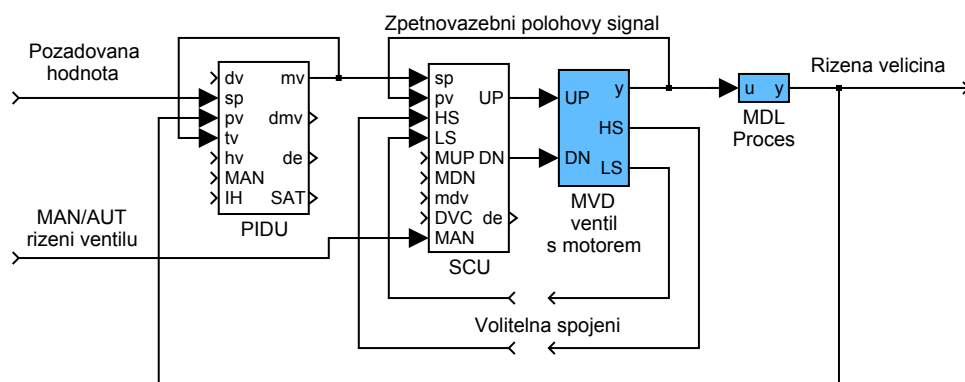 Zpetnovazebni polohovy signal
Pozadovana
hodnota
Rizena velicina
dv
sp
pv
tv
hv
MAN
IH
mv
dmv
de
SAT
PIDU
MAN/AUT
rizeni ventilu
sp
pv
HS
LS
MUP
MDN
mdv
DVC
MAN
UP
DN
de
SCU
UP
DN
y
HS
LS
MVD
ventil
s motorem
u y
MDL
Proces
Volitelna spojeni